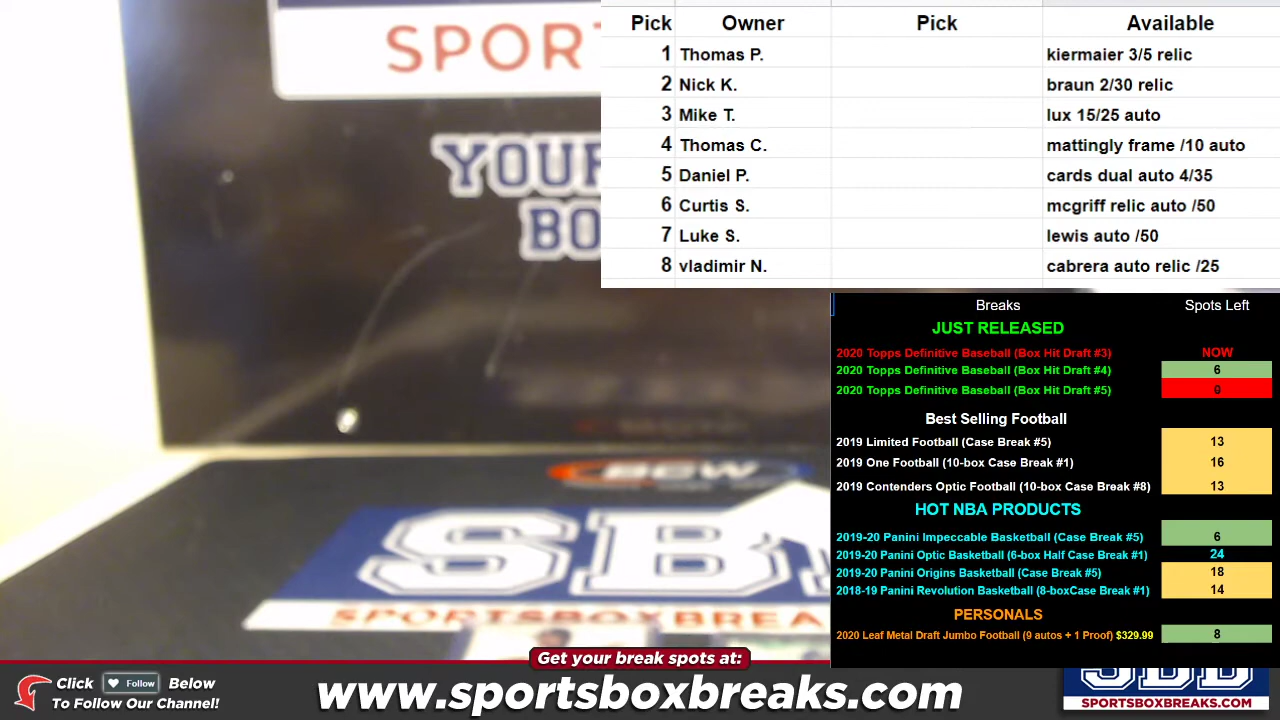 SPORT
YOUR
BO
BCW
SB
SPORTSBOXBREA
Pick Owner Pick Available
1 Thomas P. kiermaier 3/5 relic
2 Nick K. braun 2/30 relic
3 Mike T. lux 15/25 auto
4 Thomas C. mattingly frame /10 auto
5 Daniel P. cards dual auto 4/35
6 Curtis S. mcgriff relic auto /50
7 Luke S. lewis auto /50
8 vladimir N. cabrera auto relic /25
Breaks Spots Left
JUST RELEASED
2020 Topps Definitive Baseball (Box Hit Draft #3) NOW
2020 Topps Definitive Baseball (Box Hit Draft #4) 6
2020 Topps Definitive Baseball (Box Hit Draft #5)
Best Selling Football
2019 Limited Football (Case Break #5) 13
2019 One Football (10-box Case Break #1) 16
2019 Contenders Optic Football (10-box Case Break #8) 13
HOT NBA PRODUCTS
2019-20 Panini Impeccable Basketball (Case Break #5) 6
2019-20 Panini Optic Basketball (6-box Half Case Break #1) 24
2019-20 Panini Origins Basketball (Case Break #5) 18
2018-19 Panini Revolution Basketball (8-boxCase Break #1) 14
PERSONALS
2020 Leaf Metal Draft Jumbo Football (9 autos + 1 Proof) $329.99 8
Get your break spots at:
Click Follow Below
To Follow Our Channel!
www.sportsboxbreaks.com
SBB
SPORTSBOXBREAKS.COM